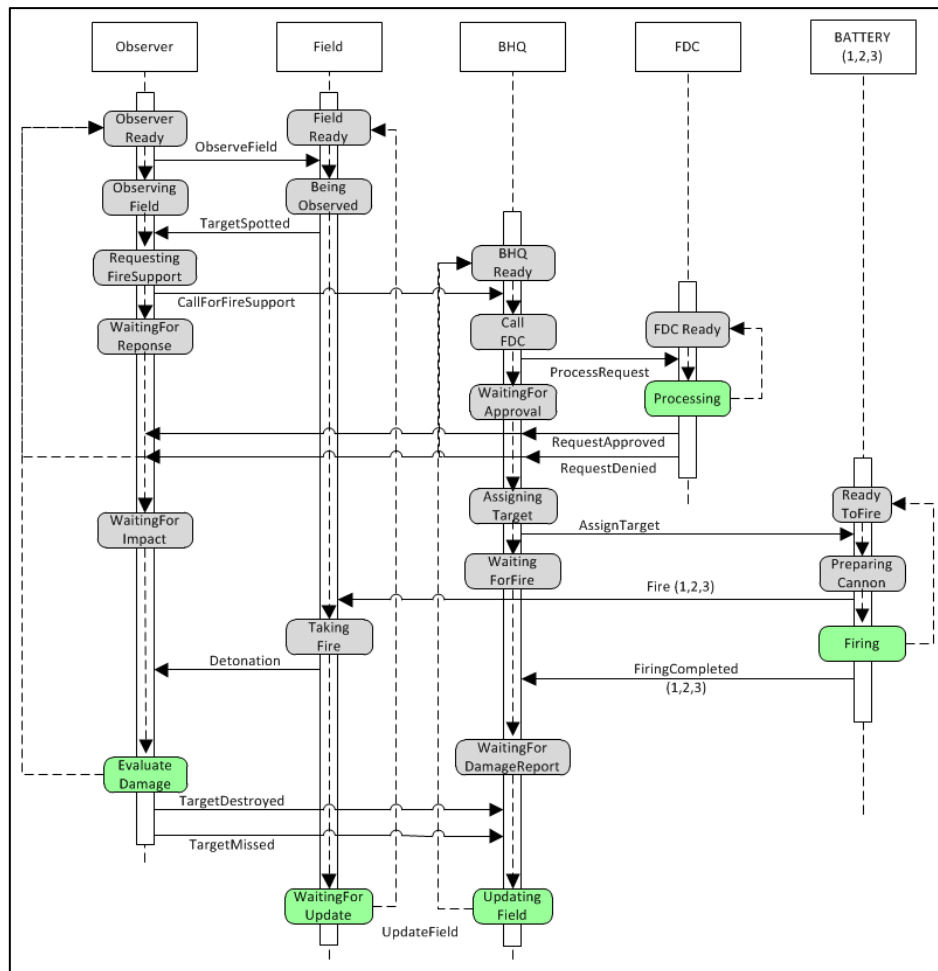 Observer
Field
BHQ
FDC
BATTERY
(1,2,3)
Observer
Ready
Field
Ready
ObserveField
Observing
Field
Being
Observed
TargetSpotted
Requesting
FireSupport
BHQ
Ready
CallForFireSupport
WaitingFor
Reponse
Call
FDC
FDC Ready
ProcessRequest
WaitingFor
Approval
Processing
RequestApproved
RequestDenied
Assigning
Target
Ready
ToFire
WaitingFor
Impact
AssignTarget
Waiting
ForFire
Preparing
Cannon
Fire (1,2,3)
Taking
Fire
Firing
Detonation
FiringCompleted
(1,2,3)
WaitingFor
DamageReport
Evaluate
Damage
TargetDestroyed
TargetMissed
WaitingFor
Update
Updating
Field
UpdateField